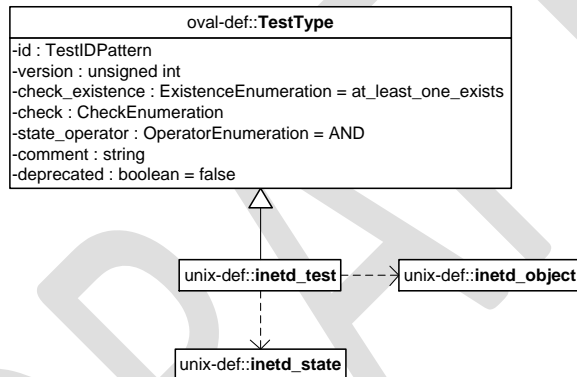 oval-def::TestType
-id : TestIDPattern
-version : unsigned int
-check_existence : ExistenceEnumeration = at_least_one_exists
-check : CheckEnumeration
-state_operator : OperatorEnumeration = AND
-comment : string
-deprecated : boolean = false
unix-def::inetd_test
unix-def::inetd_object
unix-def::inetd_state